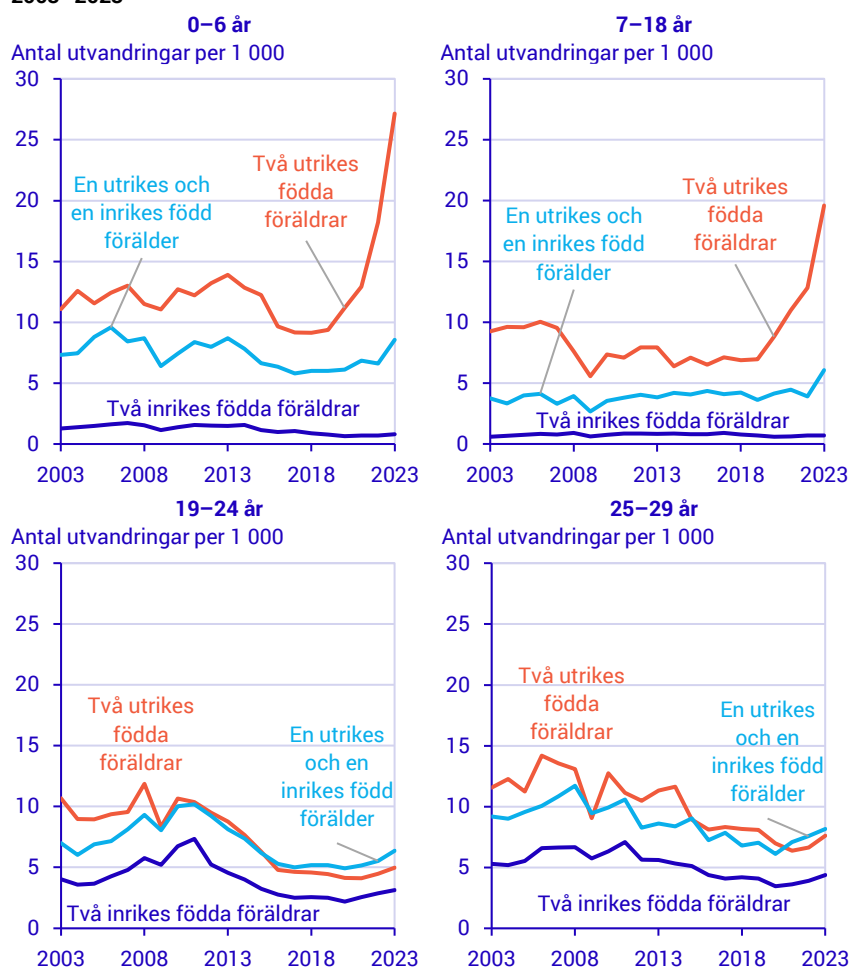 0–6 år
Antal utvandringar per 1 000
30
25
20
15
10
5
0
Två utrikes
födda
föräldrar
En utrikes och
en inrikes född
förälder
Två inrikes födda föräldrar
2003 2008 2013 2018 2023
7–18 år
Antal utvandringar per 1 000
30
25
20
15
10
5
0
Två utrikes
födda
föräldrar
En utrikes och
en inrikes född
förälder
Två inrikes födda föräldrar
2003 2008 2013 2018 2023
19–24 år
Antal utvandringar per 1 000
30
25
20
15
10
5
0
Två utrikes
födda
föräldrar
En utrikes
och en
inrikes född
förälder
Två inrikes födda föräldrar
2003 2008 2013 2018 2023
25–29 år
Antal utvandringar per 1 000
30
25
20
15
10
5
0
Två utrikes
födda
föräldrar
En utrikes
och en
inrikes född
förälder
Två inrikes födda föräldrar
2003 2008 2013 2018 2023